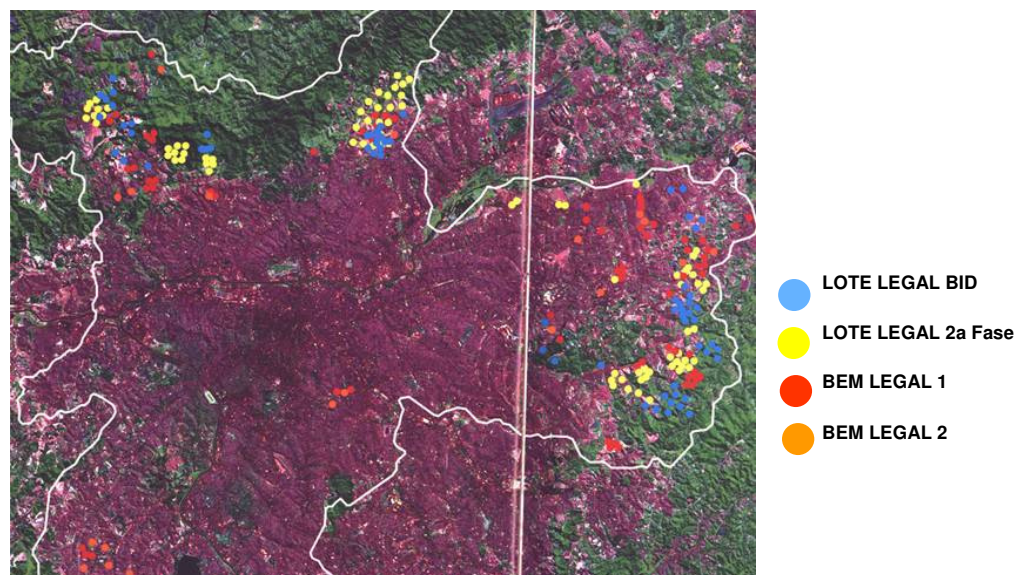 LOTE LEGAL BID
LOTE LEGAL 2a Fase
BEM LEGAL 1
BEM LEGAL 2